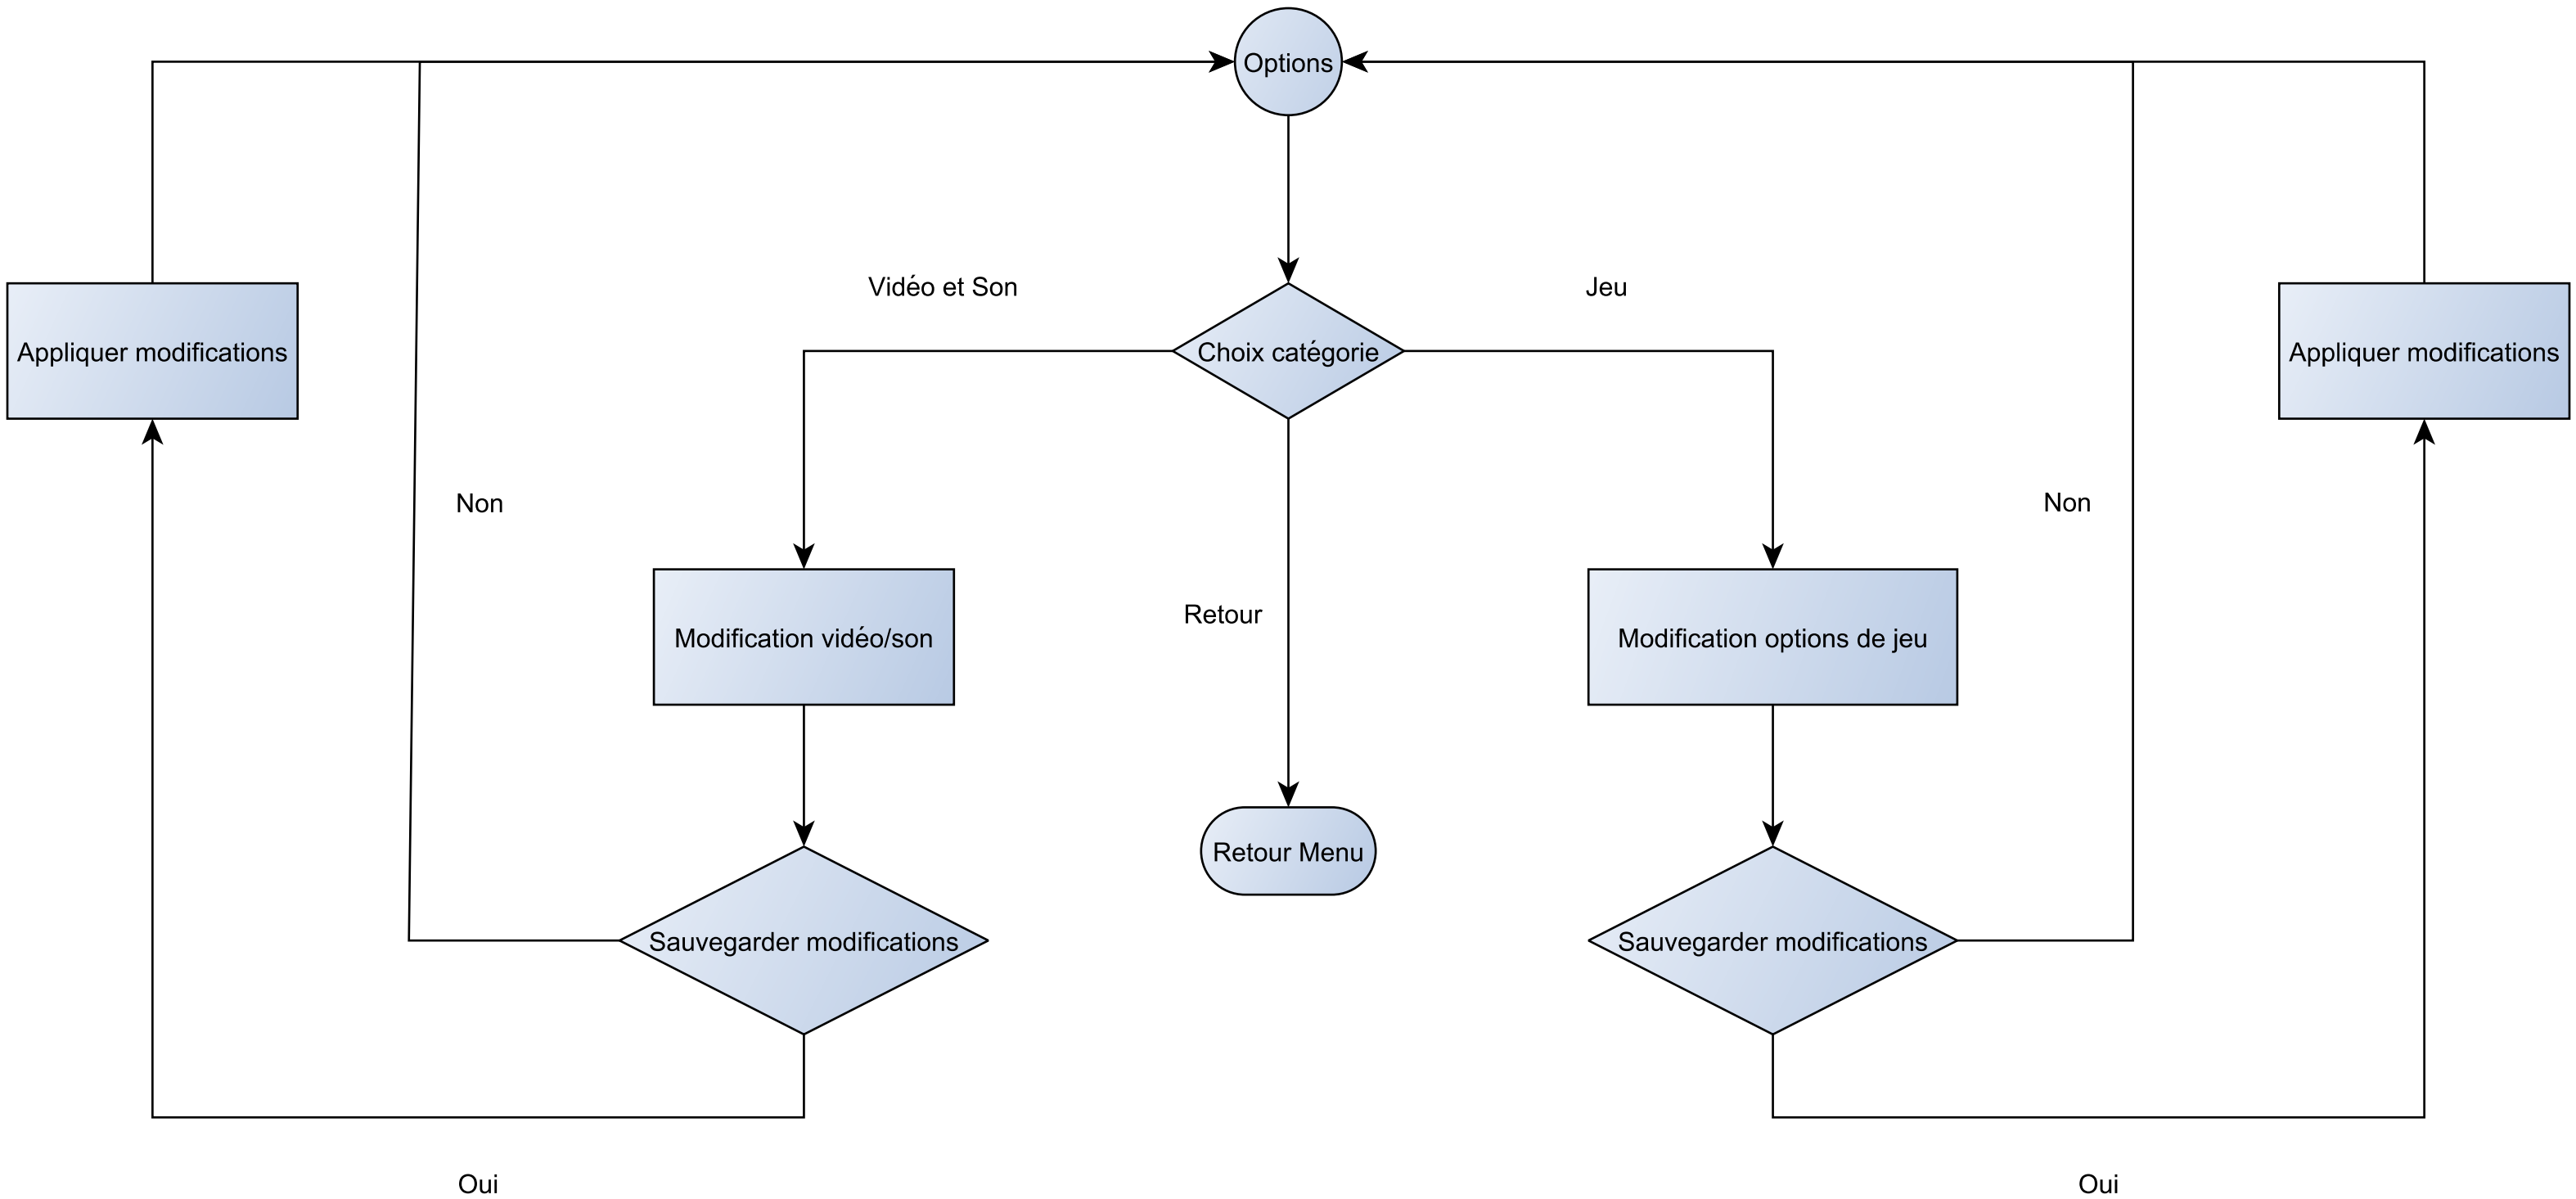 Options
Vidéo et Son
Jeu
Appliquer modifications
Choix catégorie
Appliquer modifications
Non
Non
Retour
Modification vidéo/son
Modification options de jeu
Retour Menu
Sauvegarder modifications
Sauvegarder modifications
Oui
Oui